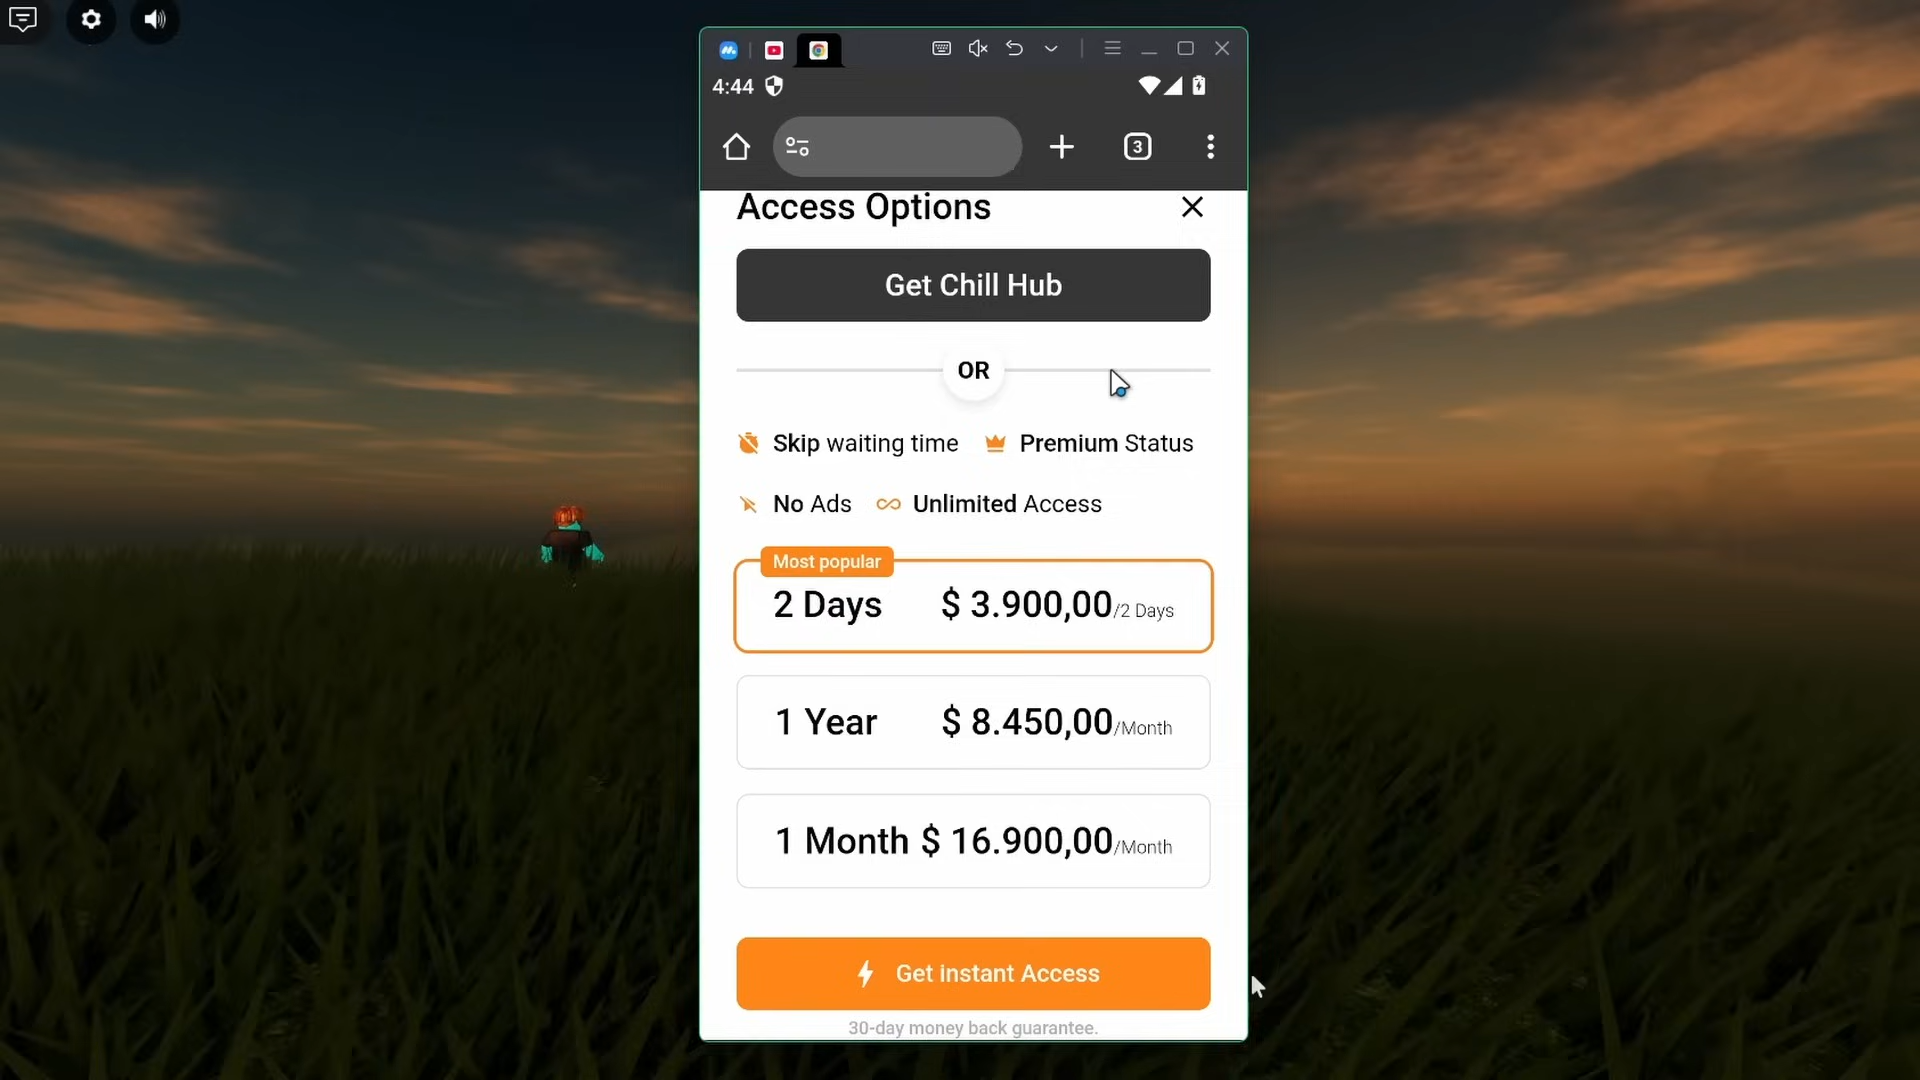 4:44
3
Access Options
Get Chill Hub
OR
Skip waiting time Premium Status
No Ads Unlimited Access
Most popular
2 Days $ 3.900,00/2 Days
1 Year $ 8.450,00/Month
1 Month $ 16.900,00/Month
Get instant Access
30-day money back guarantee.